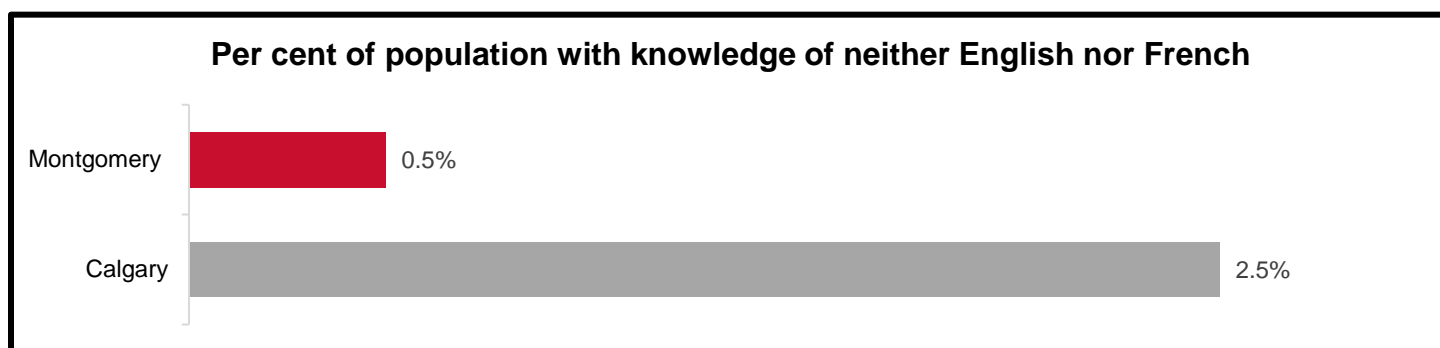 Per cent of population with knowledge of neither English nor French
Montgomery 0.5%
Calgary 2.5%